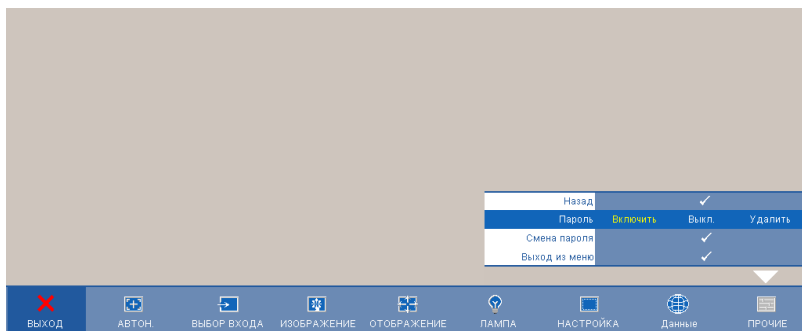 Назад
Пароль Включить Выкл. Удалить
Смена пароля
Выход из меню
ВЫХОД АВТОН. ВЫБОР ВХОДА ИЗОБРАЖЕНИЕ ОТОБРАЖЕНИЕ ЛАМПА НАСТРОЙКА Данные ПРОЧИЕ